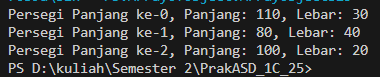 Persegi Panjang ke-0, Panjang: 110, Lebar: 30
Persegi Panjang ke-1, Panjang: 80, Lebar: 40
Persegi Panjang ke-2, Panjang: 100, Lebar: 20
PS D:\kuliah\Semester 2\PrakASD_1C_25>